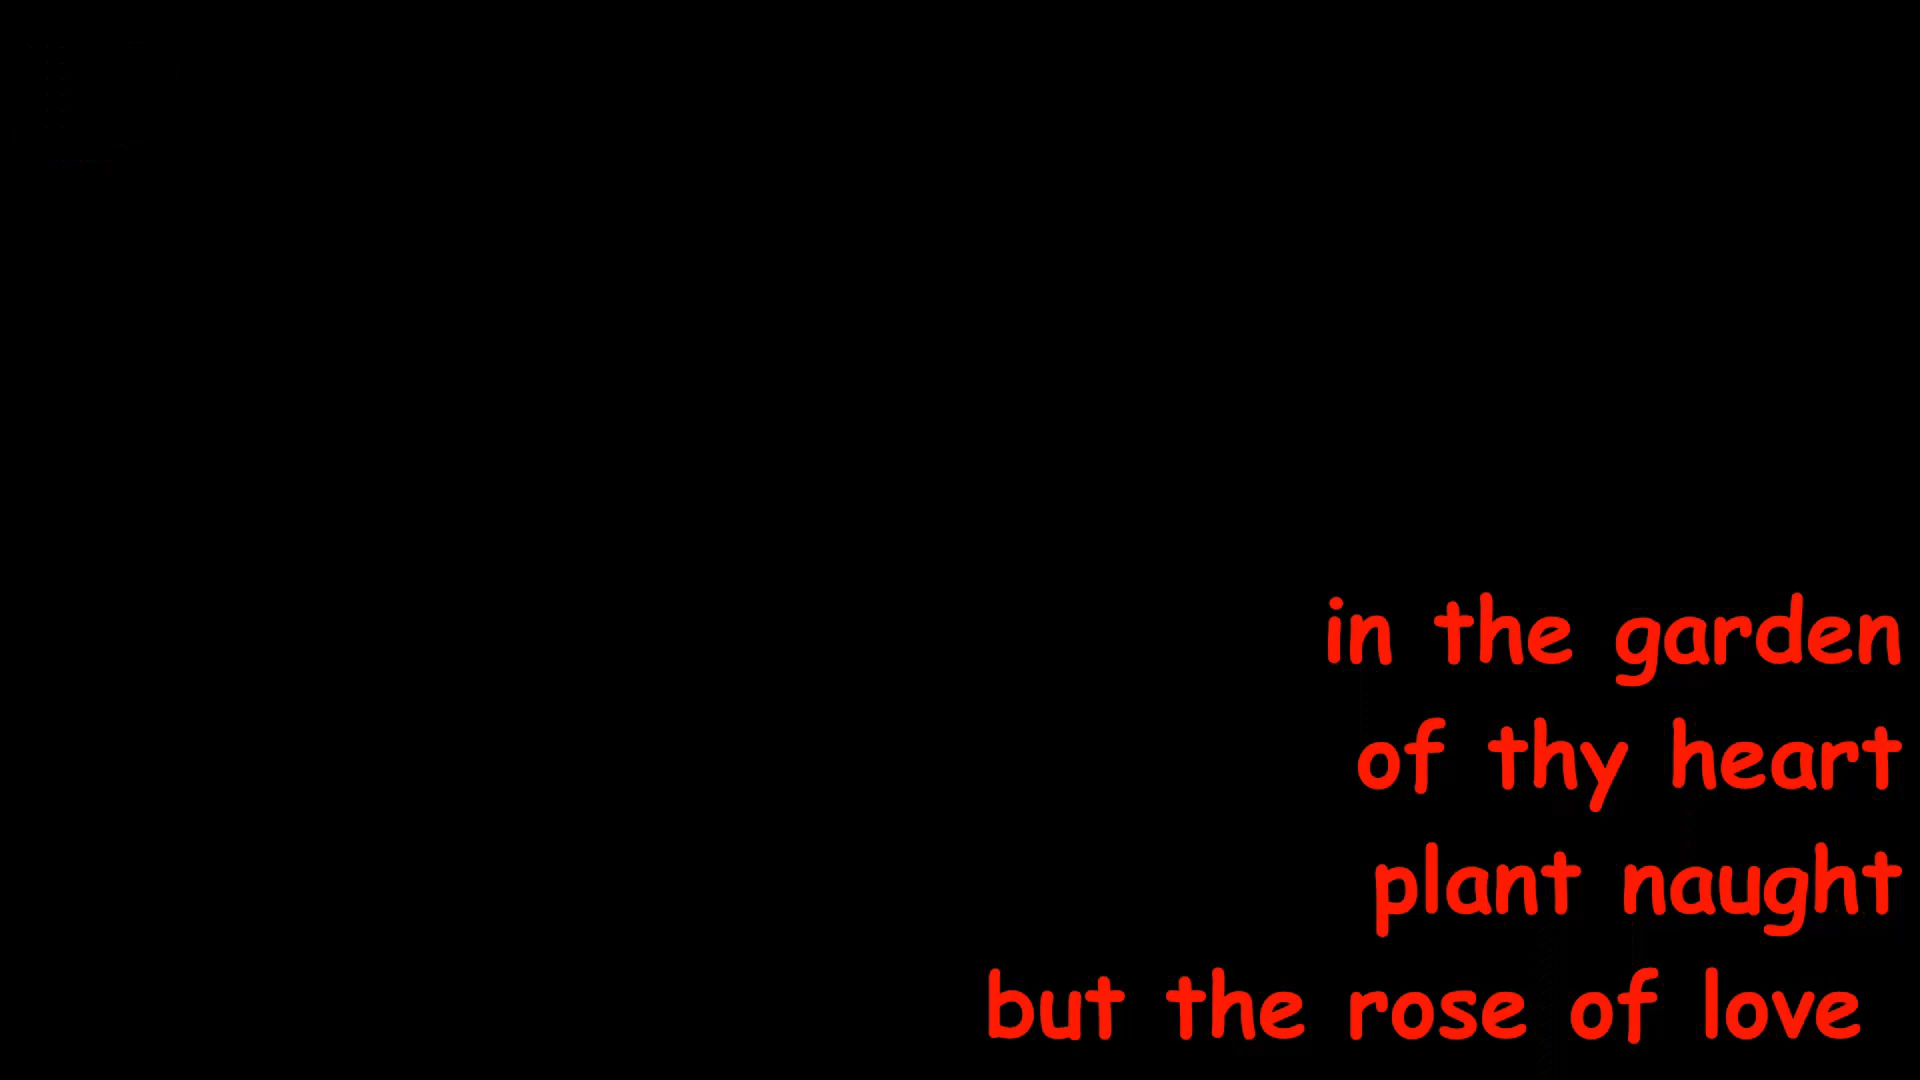 in the garden
of thy heart
plant naught
but the rose of love